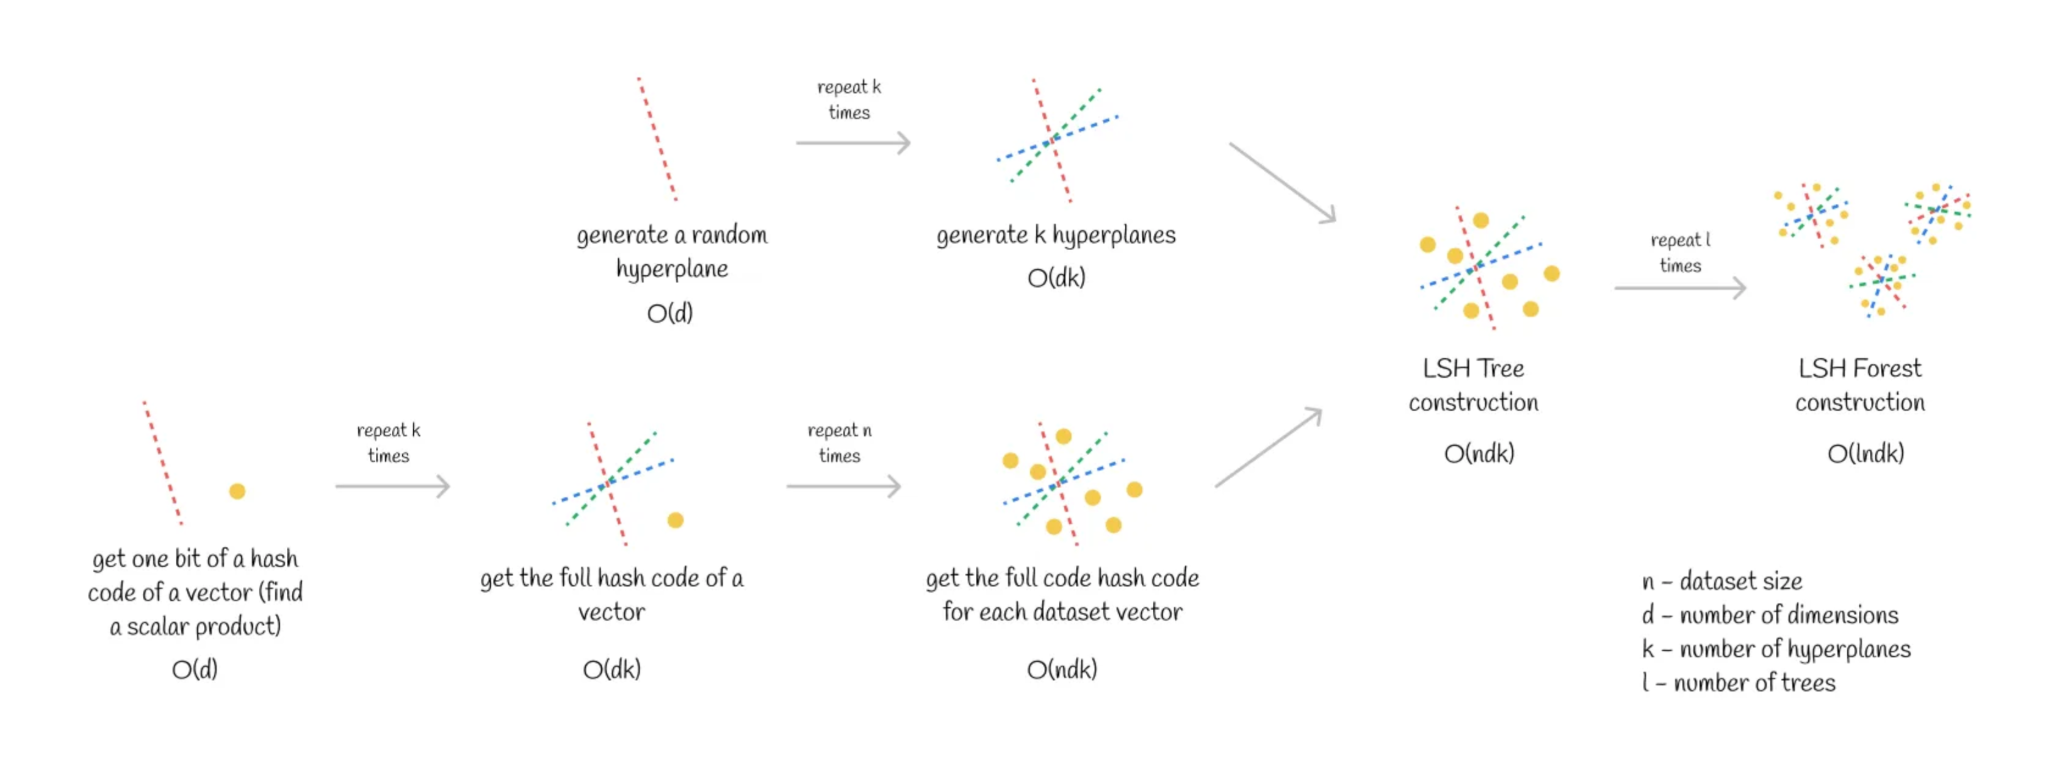 repeat k
times
generate a random
hyperplane
O(d)
generate k hyperplanes
O(dk)
get one bit of a hash
code of a vector (find
a scalar product)
O(d)
repeat k
times
get the full hash code of a
vector
O(dk)
repeat n
times
get the full code hash code
for each dataset vector
O(ndk)
LSH Tree
construction
O(ndk)
repeat l
times
LSH Forest
construction
O(lndk)
n – dataset size
d – number of dimensions
k – number of hyperplanes
l – number of trees